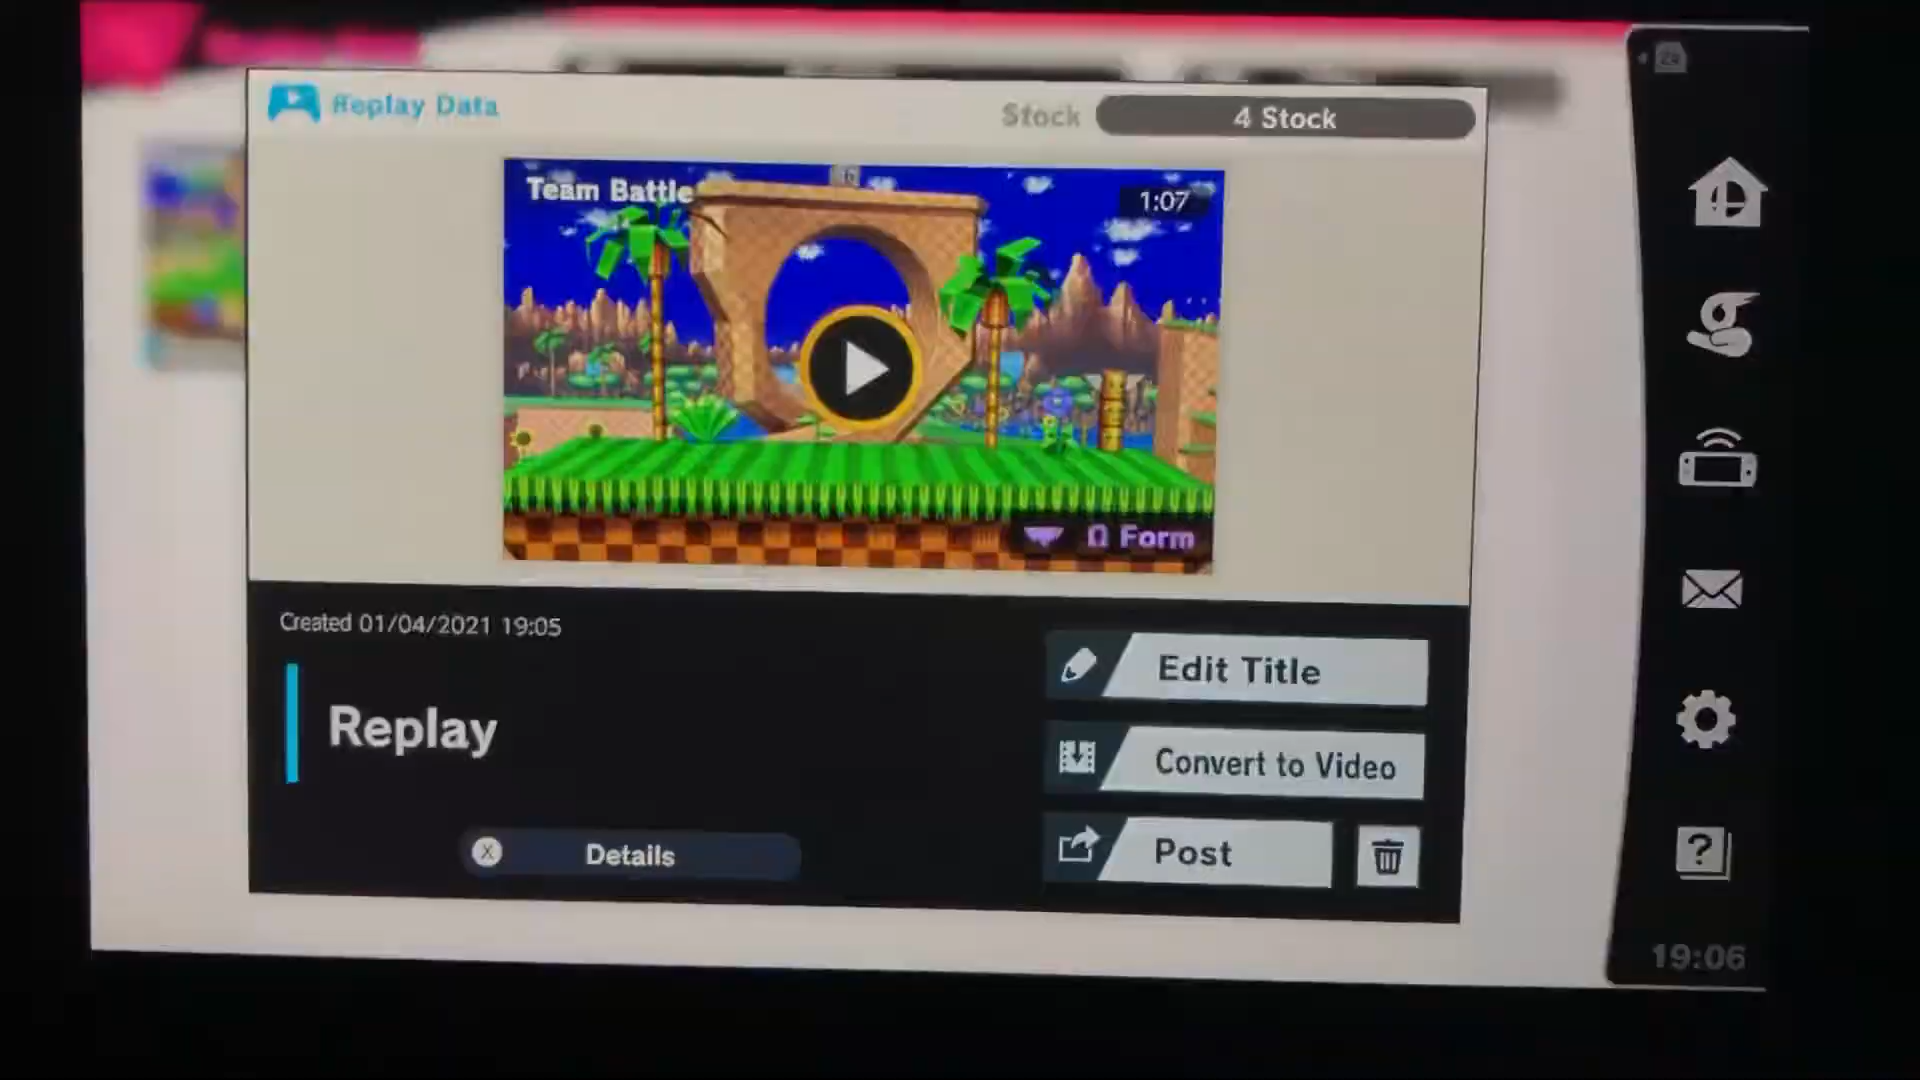 Replay Data
Stock
4 Stock
Team Battle
1:07
Ω Form
Created 01/04/2021 19:05
Replay
Edit Title
Convert to Video
Post
X
Details
?
19:06